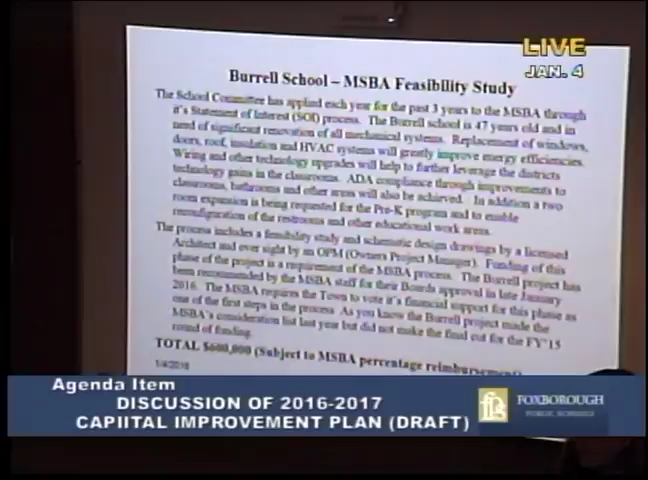 LIVE
JAN. 4
Burrell School – MSBA Feasibility Study
The School Committee has applied each year for the past 3 years to the MSBA through
it's Statement of Interest (SOI) process. The Burrell school is 47 years old and in
need of significant renovation of all mechanical systems. Replacement of windows,
doors, roof, insulation and HVAC systems will greatly improve energy efficiencies.
Wiring and other technology upgrades will help to further leverage the districts
technology gains in the classrooms. ADA compliance through improvements to
classrooms, bathrooms and other areas will also be achieved. In addition a two
room expansion is being requested for the Pre-K program and to enable
reconfiguration of the restrooms and other educational work areas.
The process includes a feasibility study and schematic design drawings by a licensed
Architect and over sight by an OPM (Owners Project Manager). Funding of this
phase of the project is a requirement of the MSBA process. The Burrell project has
been recommended by the MSBA staff for their Boards approval in late January
2016. The MSBA requires the Town to vote it's financial support for this phase as
one of the first steps in the process. As you know the Burrell project made the
MSBA's consideration list last year but did not make the final cut for the FY'15
round of funding.
TOTAL $600,000 (Subject to MSBA percentage reimbursement)
1/4/2016
Agenda Item
DISCUSSION OF 2016-2017
CAPIITAL IMPROVEMENT PLAN (DRAFT)
FOXBOROUGH
PUBLIC SCHOOLS